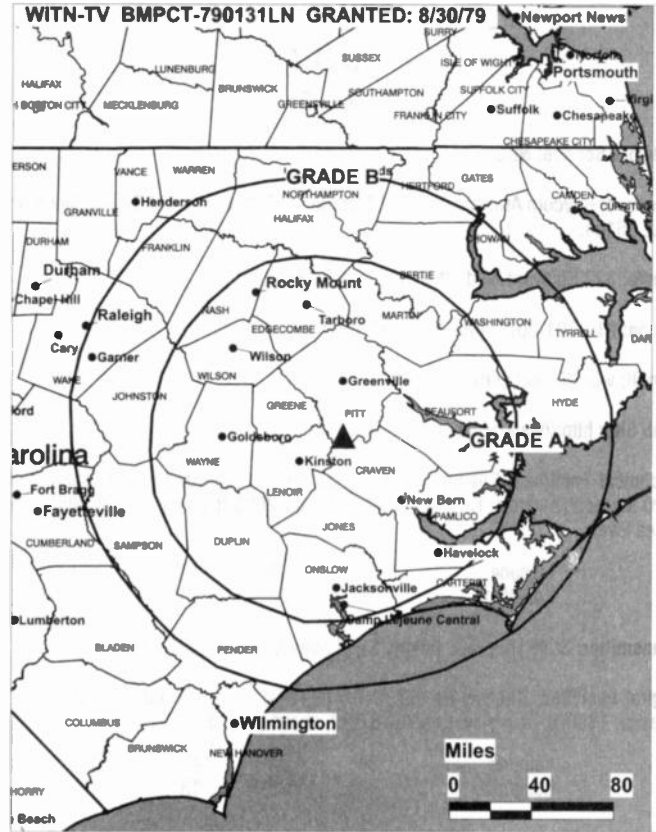 WITN-TV BMPCT-790131LN GRANTED: 8/30/79
Newport News
SURRY
SUSSEX
ISLE OF WIGHT
Norfolk
LUNENBURG
Portsmouth
HALIFAX
BRUNSWICK
SOUTHAMPTON
SUFFOLK CITY
MECKLENBURG
GREENSVILLE
Suffolk
FRANKLIN CITY
Chesapeake
CHESAPEAKE CITY
ERSON
VANCE
WARREN
GRADE B
GATES
Henderson
NORTHAMPTON
HERTFORD
CAMDEN
GRANVILLE
HALIFAX
CHOWAN
DURHAM
FRANKLIN
Durham
BERTIE
Chapel Hill
Rocky Mount
NASH
Raleigh
Tarboro
MARTIN
WASHINGTON
EDGECOMBE
TYRRELL
DAR
Cary
Garner
Wilson
WAKE
WILSON
Greenville
HYDE
JOHNSTON
GREENE
PITT
BEAUFORT
ford
Goldsboro
GRADE A
arolina
WAYNE
Kinston
CRAVEN
LENOIR
Fort Bragg
New Bern
Fayetteville
PAMLICO
JONES
CUMBERLAND
SAMPSON
DUPLIN
Havelock
ONSLOW
CARTERET
Jacksonville
Lumberton
Camp Lejeune Central
BLADEN
PENDER
COLUMBUS
Wilmington
BRUNSWICK
NEW HANOVER
Miles
0 40 80
HORRY
e Beach